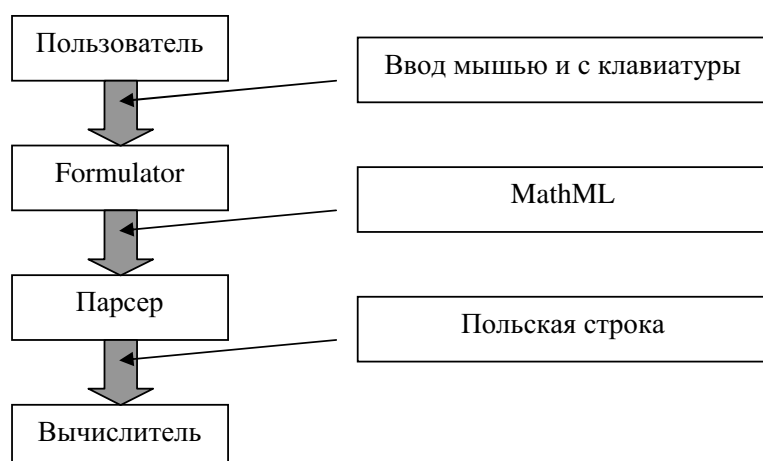 Пользователь
Ввод мышью и с клавиатуры
Formulator
MathML
Парсер
Польская строка
Вычислитель